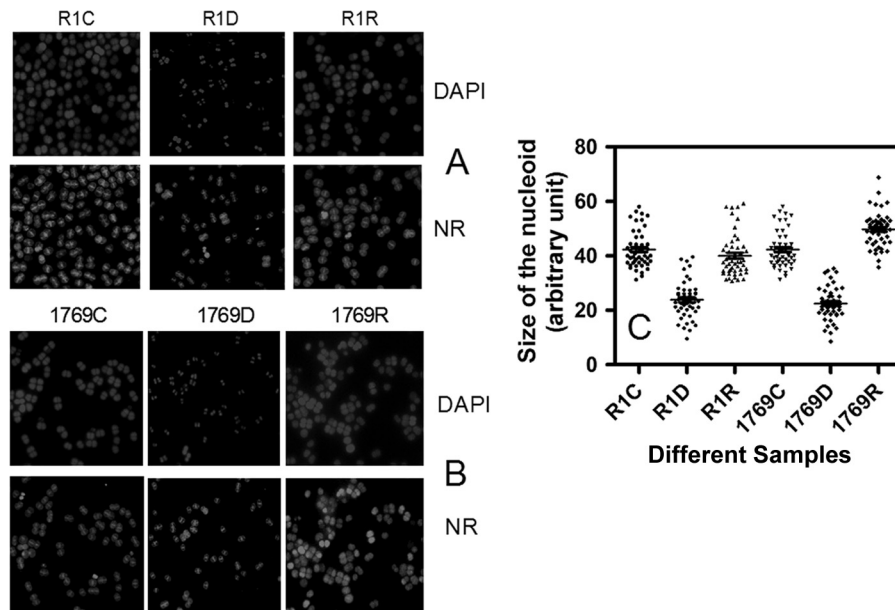 R1C R1D R1R
DAPI
A
NR
1769C 1769D 1769R
DAPI
B
NR
Size of the nucleoid
(arbitrary unit)
80
60
40
20
0
C
R1C R1D R1R 1769C 1769D 1769R
Different Samples